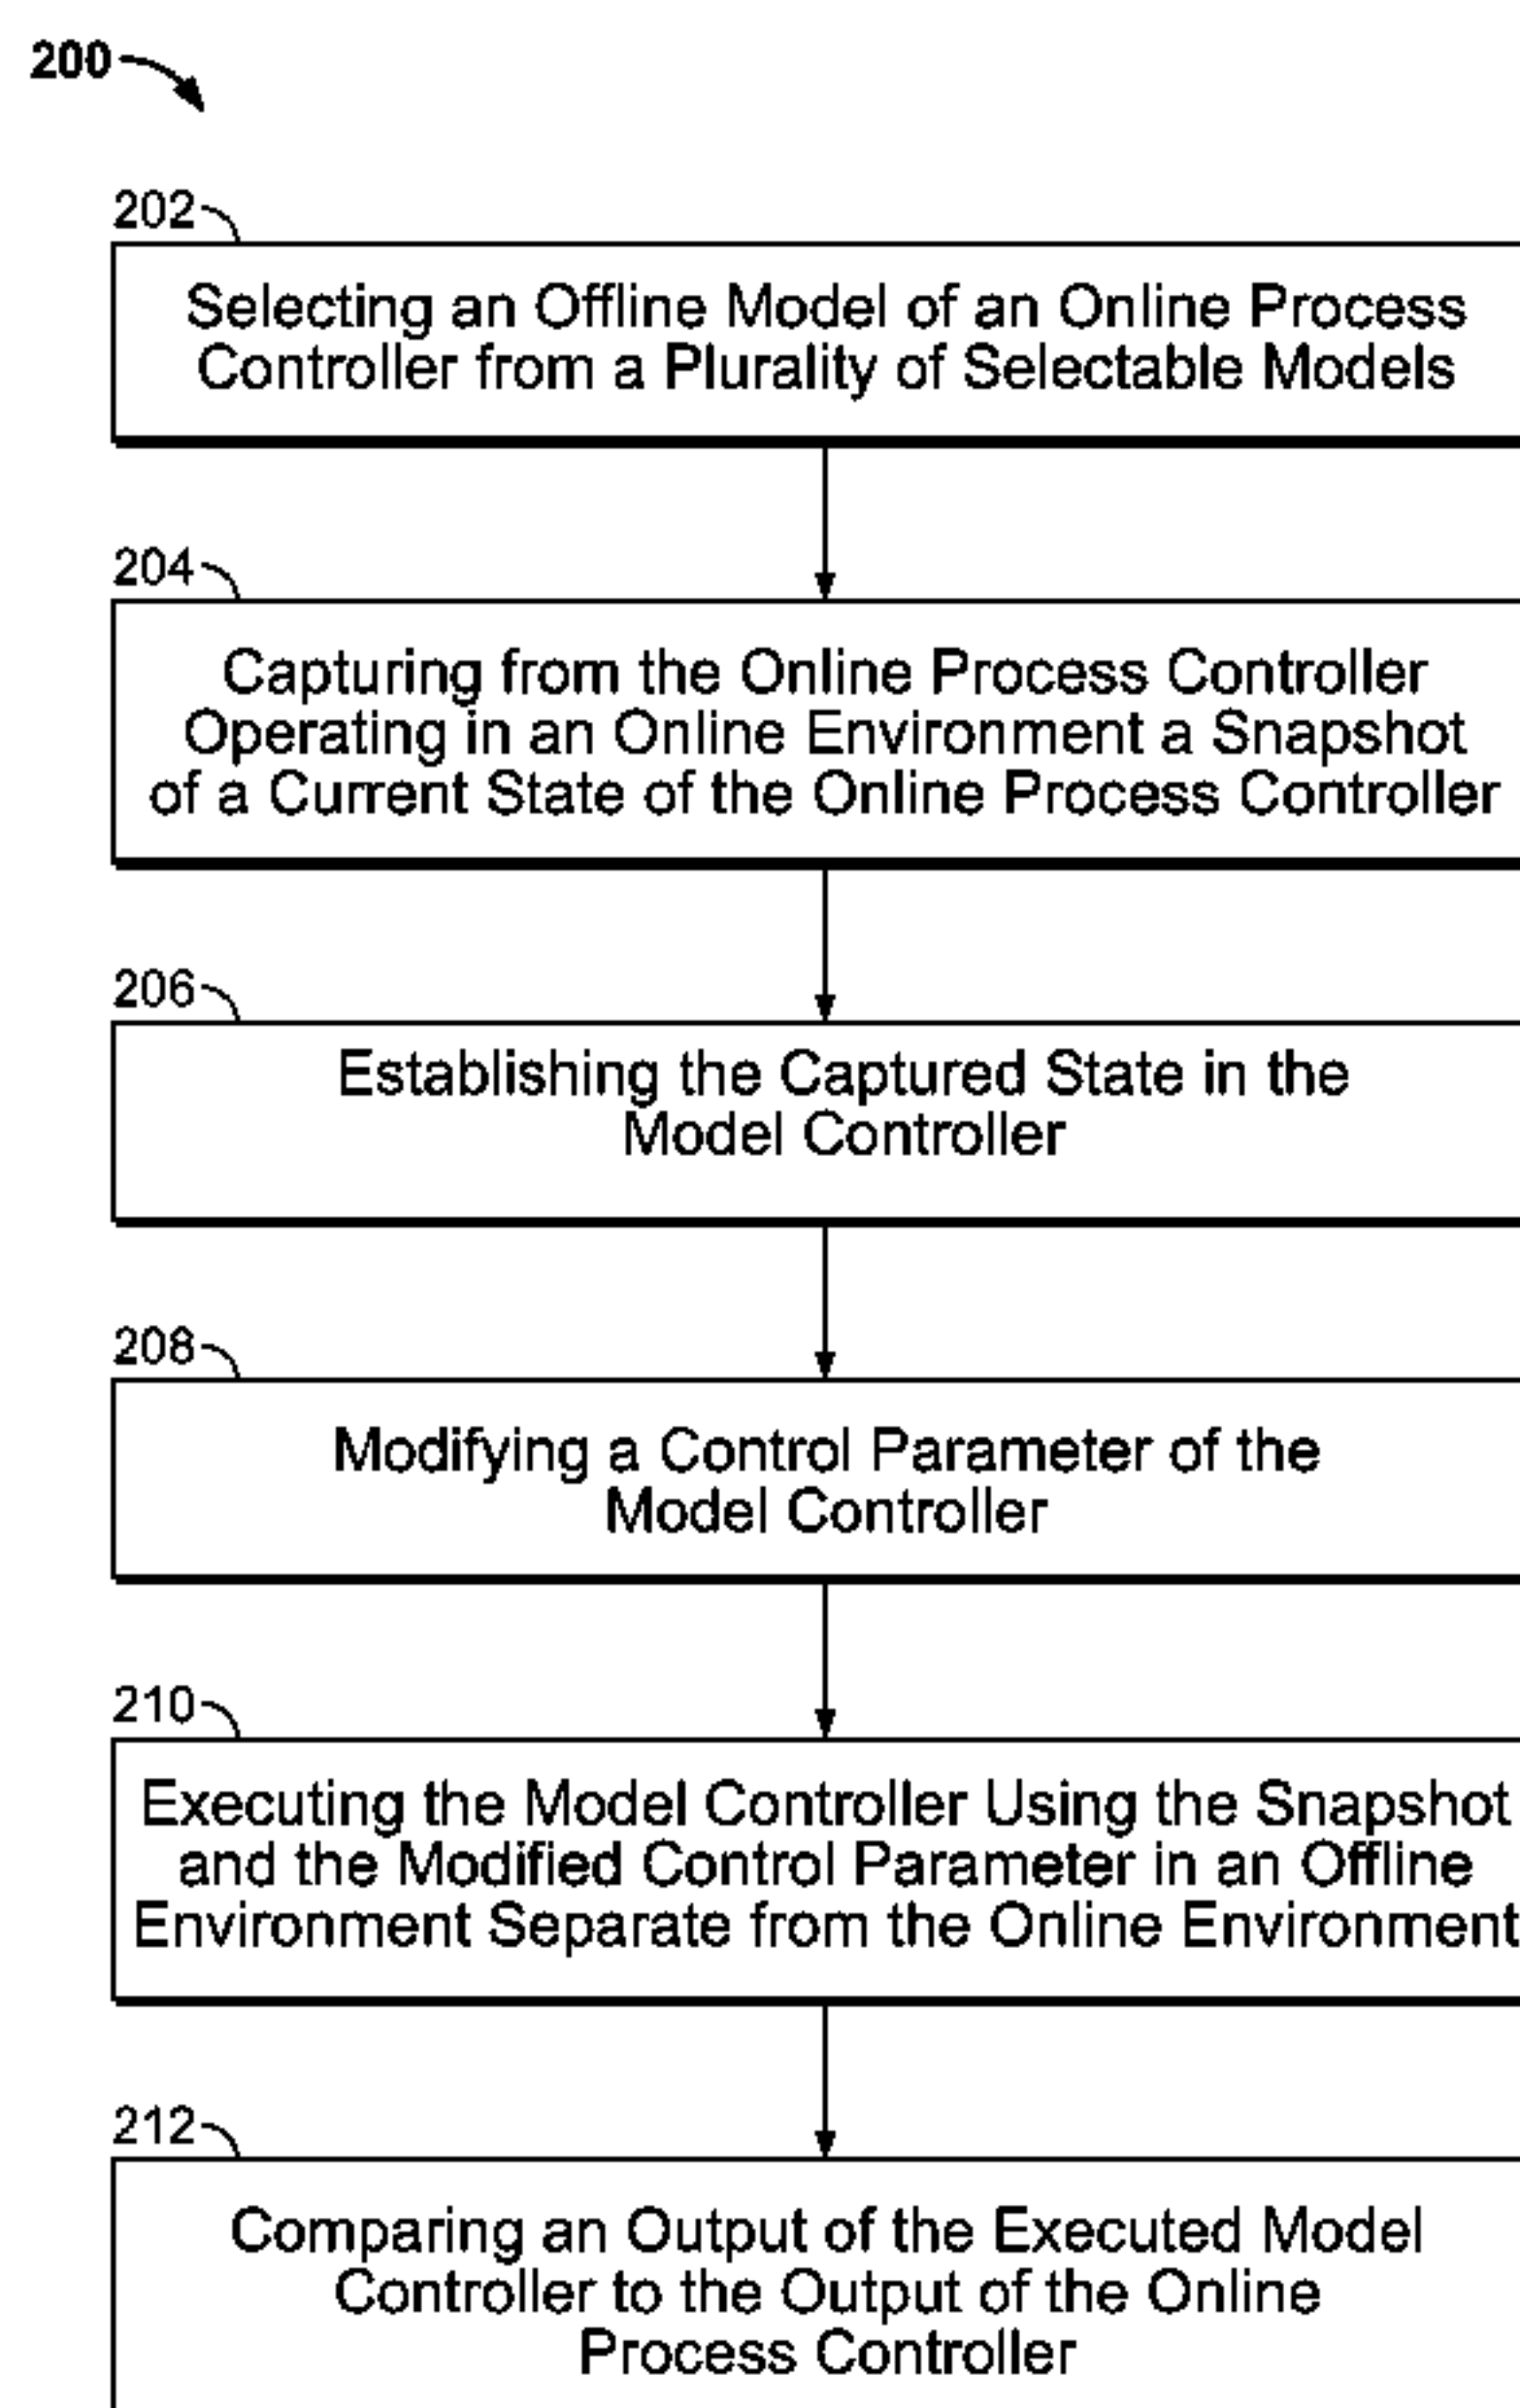 200
202
Selecting an Offline Model of an Online Process
Controller from a Plurality of Selectable Models
204
Capturing from the Online Process Controller
Operating in an Online Environment a Snapshot
of a Current State of the Online Process Controller
206
Establishing the Captured State in the
Model Controller
208
Modifying a Control Parameter of the
Model Controller
210
Executing the Model Controller Using the Snapshot
and the Modified Control Parameter in an Offline
Environment Separate from the Online Environment
212
Comparing an Output of the Executed Model
Controller to the Output of the Online
Process Controller